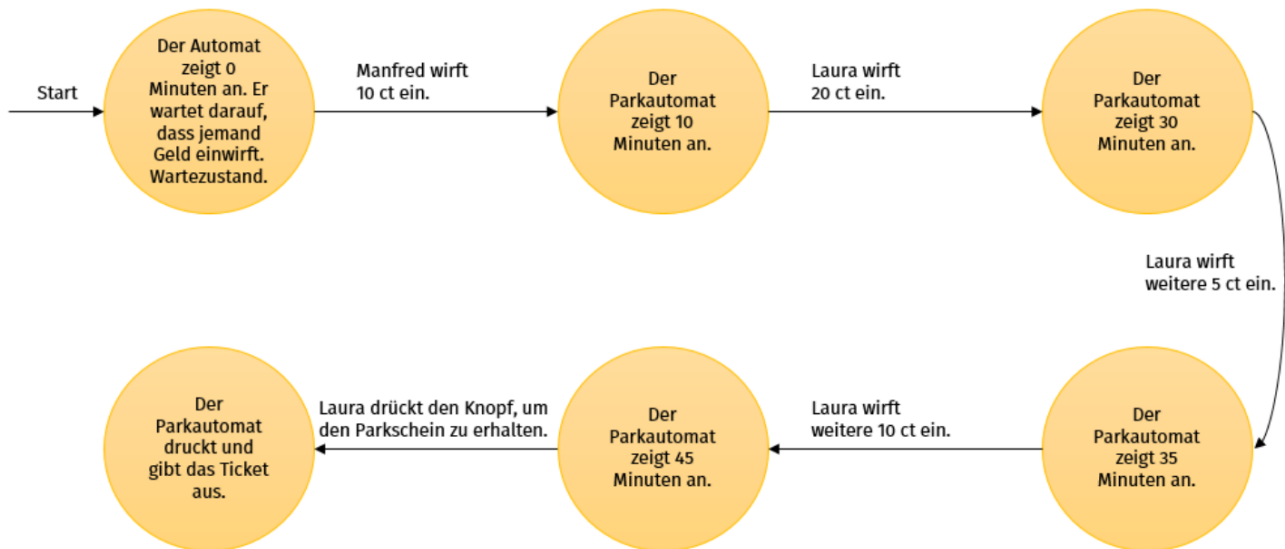 Start
Der Automat
zeigt 0
Minuten an. Er
wartet darauf,
dass jemand
Geld einwirft.
Wartezustand.
Manfred wirft
10 ct ein.
Der
Parkautomat
zeigt 10
Minuten an.
Laura wirft
20 ct ein.
Der
Parkautomat
zeigt 30
Minuten an.
Laura wirft
weitere 5 ct ein.
Der
Parkautomat
zeigt 35
Minuten an.
Laura wirft
weitere 10 ct ein.
Der
Parkautomat
zeigt 45
Minuten an.
Laura drückt den Knopf, um
den Parkschein zu erhalten.
Der
Parkautomat
druckt und
gibt das Ticket
aus.